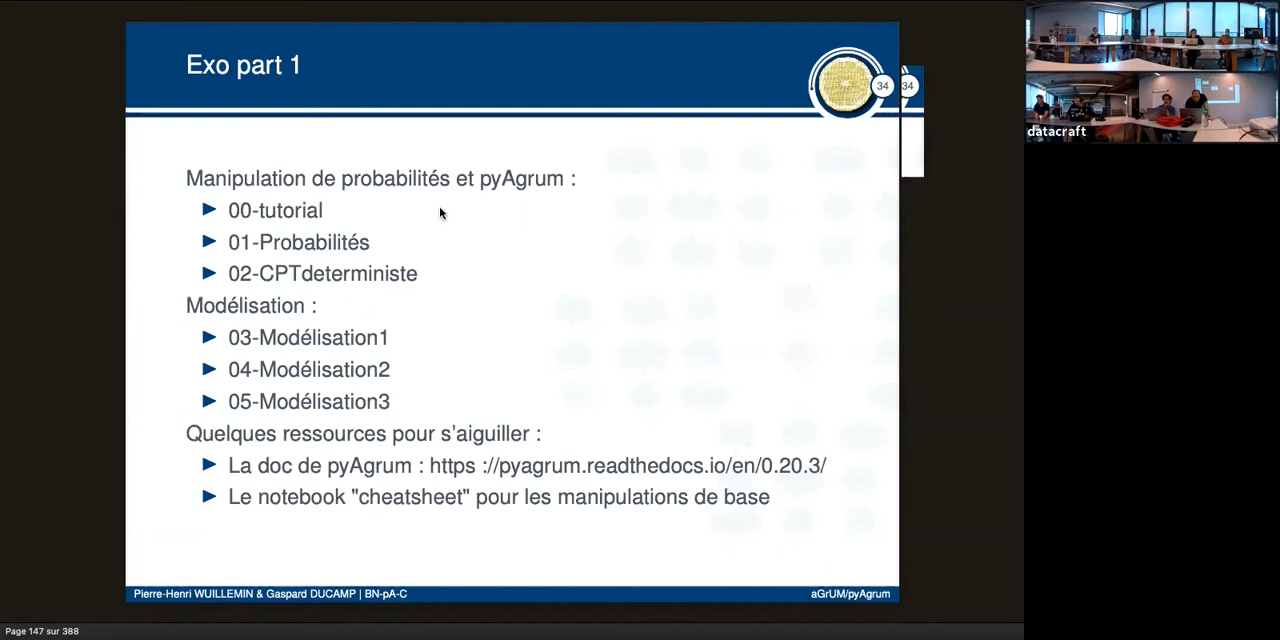 Exo part 1
34
34
Manipulation de probabilités et pyAgrum :
00-tutorial
01-Probabilités
02-CPTdeterministe
Modélisation :
03-Modélisation1
04-Modélisation2
05-Modélisation3
Quelques ressources pour s'aiguiller :
La doc de pyAgrum : https ://pyagrum.readthedocs.io/en/0.20.3/
Le notebook "cheatsheet" pour les manipulations de base
Pierre-Henri WUILLEMIN & Gaspard DUCAMP | BN-pA-C
aGrUM/pyAgrum
Page 147 sur 388
datacraft